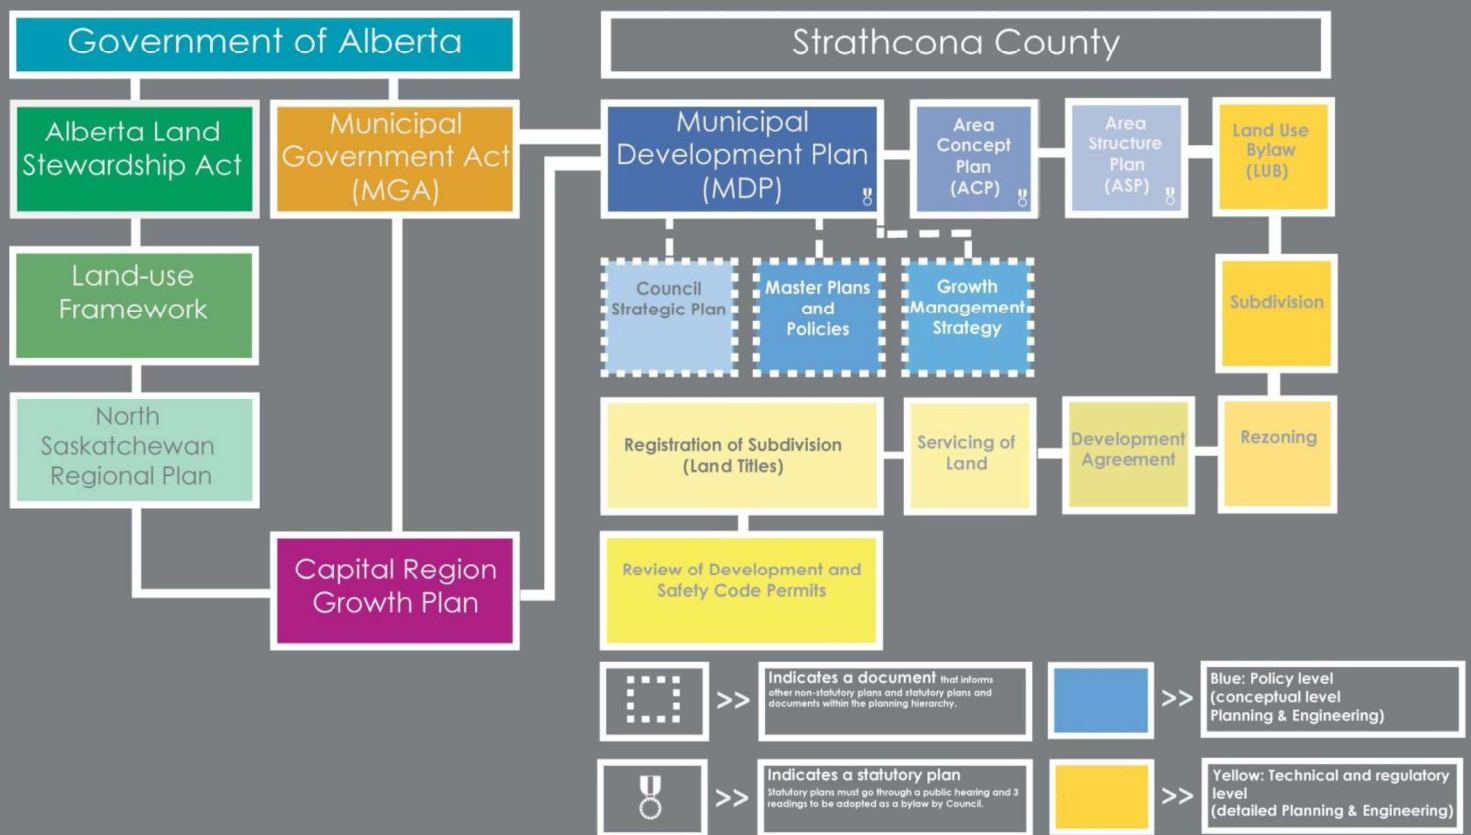 Government of Alberta
Strathcona County
Alberta Land
Stewardship Act
Municipal
Government Act
(MGA)
Municipal
Development Plan
(MDP)
Area
Concept
Plan
(ACP)
Area
Structure
Plan
(ASP)
Land Use
Bylaw
(LUB)
Land-use
Framework
Council
Strategic Plan
Master Plans
and
Policies
Growth
Management
Strategy
Subdivision
North
Saskatchewan
Regional Plan
Registration of Subdivision
(Land Titles)
Servicing of
Land
Development
Agreement
Rezoning
Capital Region
Growth Plan
Review of Development and
Safety Code Permits
>>
Indicates a document that informs
other non-statutory plans and statutory plans and
documents within the planning hierarchy.
>>
Blue: Policy level
(conceptual level
Planning & Engineering)
>>
Indicates a statutory plan
Statutory plans must go through a public hearing and 3
readings to be adopted as a bylaw by Council.
>>
Yellow: Technical and regulatory
level
(detailed Planning & Engineering)